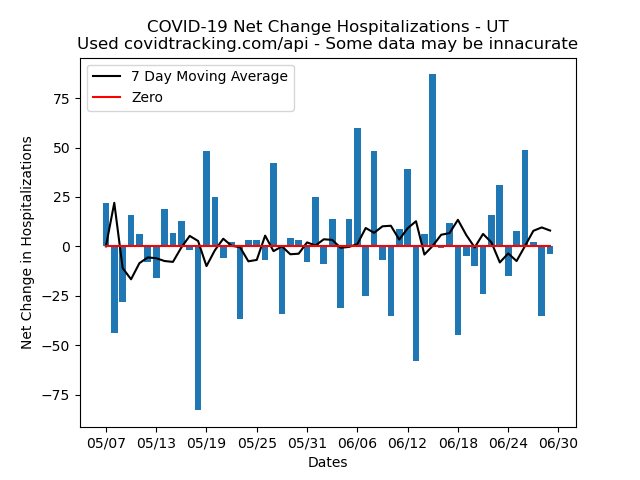 COVID-19 Net Change Hospitalizations - UT
Used covidtracking.com/api - Some data may be innacurate
7 Day Moving Average
Zero
Net Change in Hospitalizations
75
50
25
0
−25
−50
−75
05/07 05/13 05/19 05/25 05/31 06/06 06/12 06/18 06/24 06/30
Dates